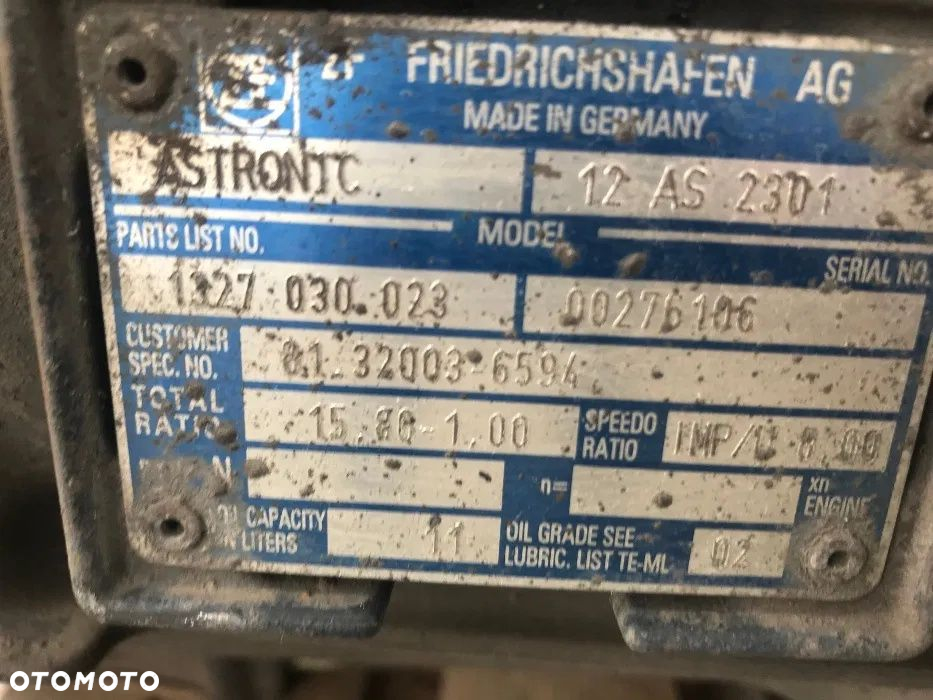 ZF FRIEDRICHSHAFEN AG
MADE IN GERMANY
ASTRONIC 12 AS 2301
PARTS LIST NO. MODEL SERIAL NO.
1327 030 023 00276106
CUSTOMER SPEC. NO. 81.32003-6594
TOTAL RATIO 15.86-1.00 SPEEDO RATIO IMP/U 8.00
n= xn ENGINE
CAPACITY LITERS 11 OIL GRADE SEE LUBRIC. LIST TE-ML 02
OTOMOTO